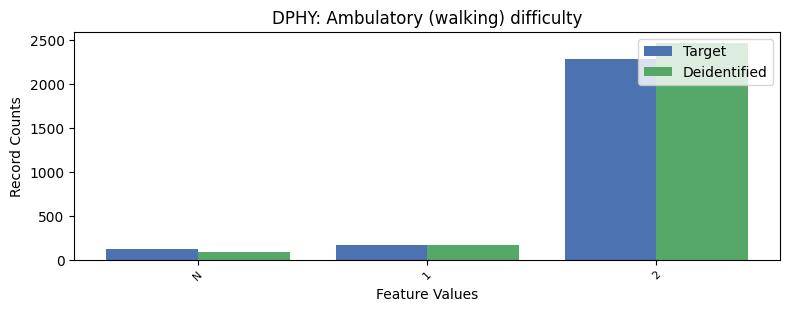 DPHY: Ambulatory (walking) difficulty
Target
Deidentified
Record Counts
2500
2000
1500
1000
500
0
N
1
2
Feature Values